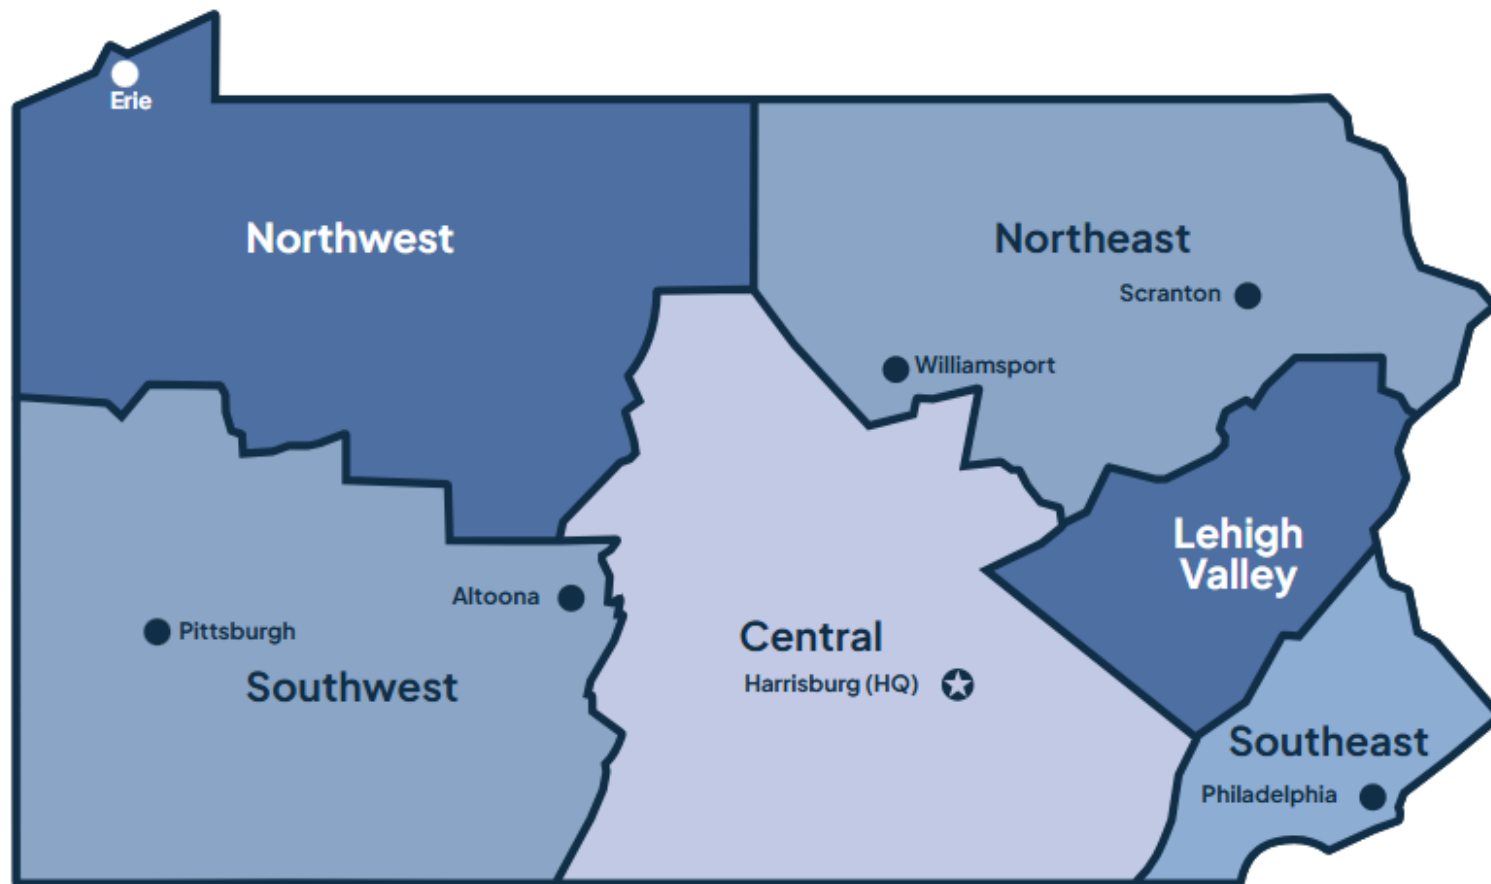 Erie
Northwest
Northeast
Scranton
Williamsport
Lehigh
Valley
Altoona
Pittsburgh
Southwest
Central
Harrisburg (HQ)
Southeast
Philadelphia